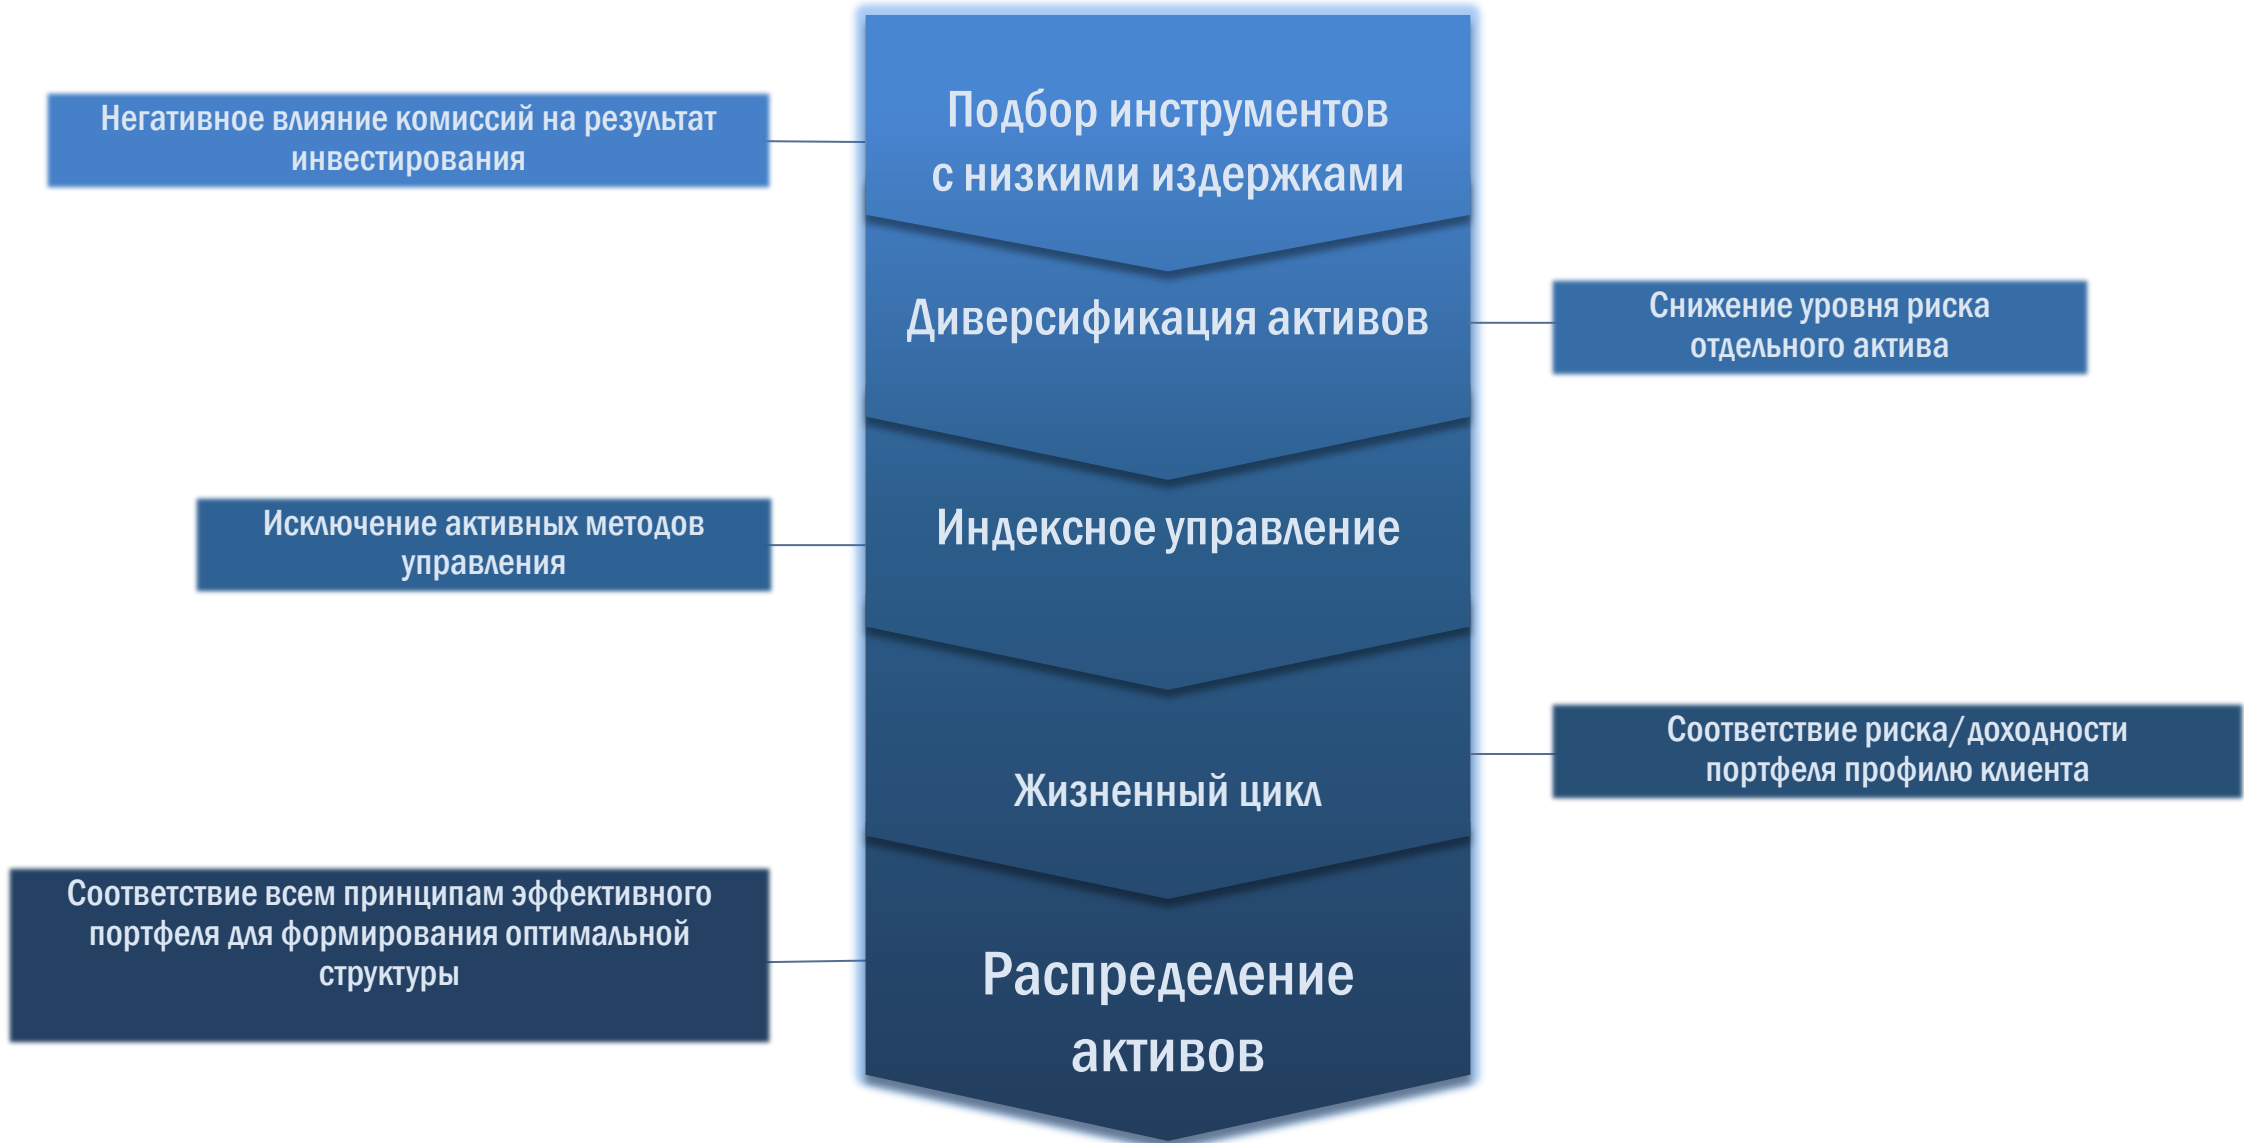 Негативное влияние комиссий на результат
инвестирования
Подбор инструментов
с низкими издержками
Диверсификация активов
Снижение уровня риска
отдельного актива
Исключение активных методов
управления
Индексное управление
Соответствие риска/доходности
портфеля профилю клиента
Жизненный цикл
Соответствие всем принципам эффективного
портфеля для формирования оптимальной
структуры
Распределение
активов